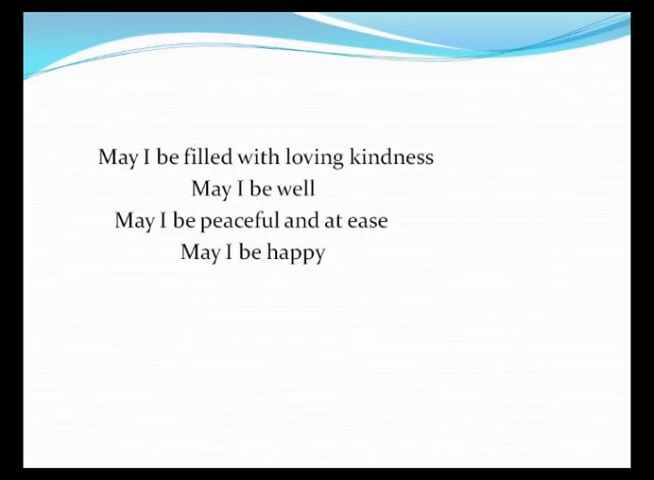 May I be filled with loving kindness
May I be well
May I be peaceful and at ease
May I be happy